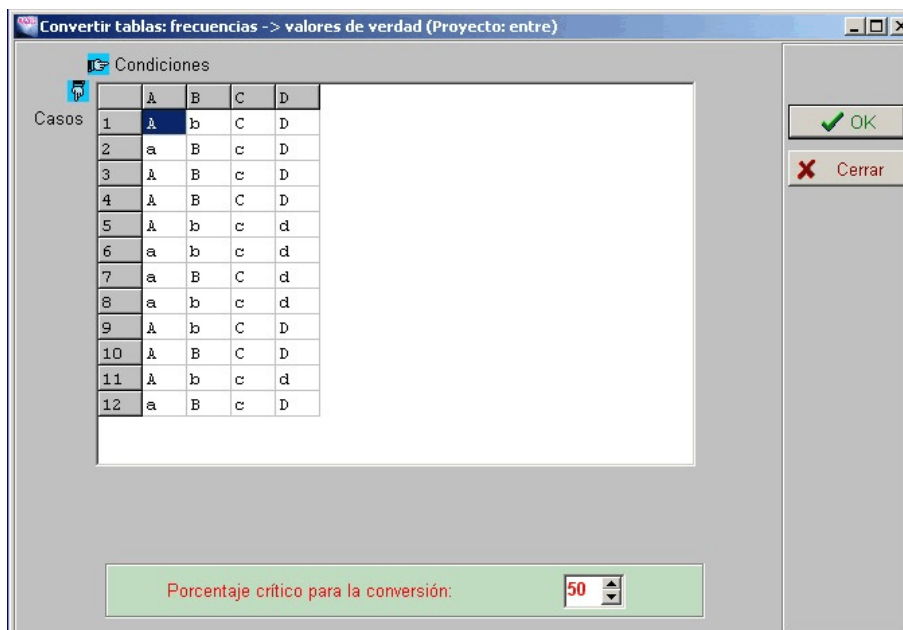 Convertir tablas: frecuencias -> valores de verdad (Proyecto: entre)
Condiciones
Casos
A B C D
1 A b C D
2 a B c D
3 A B c D
4 A B C D
5 A b c d
6 a b c d
7 a B C d
8 a b c d
9 A b C D
10 A B C D
11 A b c d
12 a B c D
OK
Cerrar
Porcentaje crítico para la conversión: 50